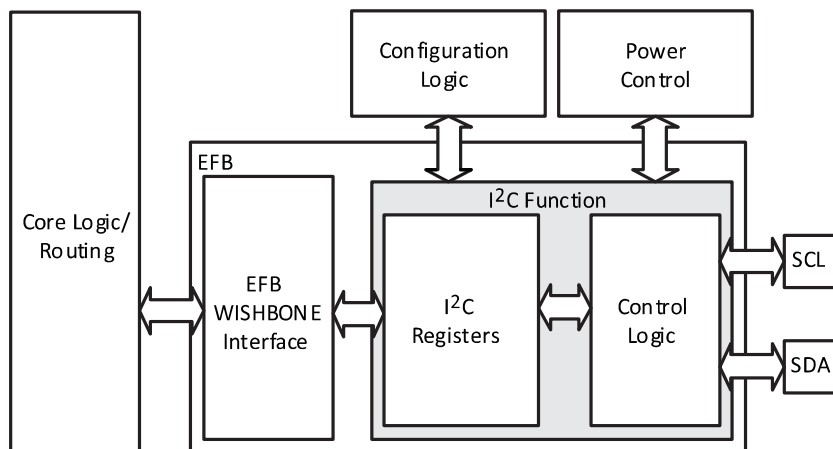 Configuration
Logic
Power
Control
EFB
I²C Function
Core Logic/
Routing
EFB
WISHBONE
Interface
I²C
Registers
Control
Logic
SCL
SDA